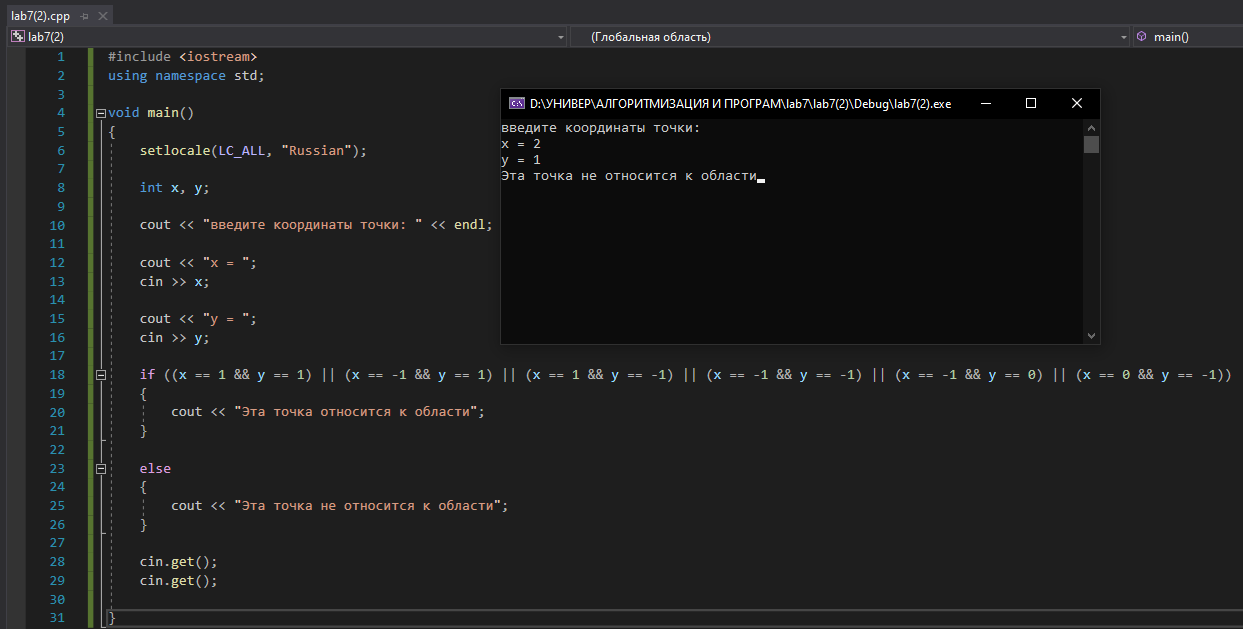 lab7(2).cpp
lab7(2) (Глобальная область) main()
1 #include <iostream>
2 using namespace std;
3
4 void main()
5 {
6 setlocale(LC_ALL, "Russian");
7
8 int x, y;
9
10 cout << "введите координаты точки: " << endl;
11
12 cout << "x = ";
13 cin >> x;
14
15 cout << "y = ";
16 cin >> y;
17
18 if ((x == 1 && y == 1) || (x == -1 && y == 1) || (x == 1 && y == -1) || (x == -1 && y == -1) || (x == -1 && y == 0) || (x == 0 && y == -1))
19 {
20 cout << "Эта точка относится к области";
21 }
22
23 else
24 {
25 cout << "Эта точка не относится к области";
26 }
27
28 cin.get();
29 cin.get();
30
31 }
D:\УНИВЕР\АЛГОРИТМИЗАЦИЯ И ПРОГРАМ\lab7\lab7(2)\Debug\lab7(2).exe
введите координаты точки:
x = 2
y = 1
Эта точка не относится к области